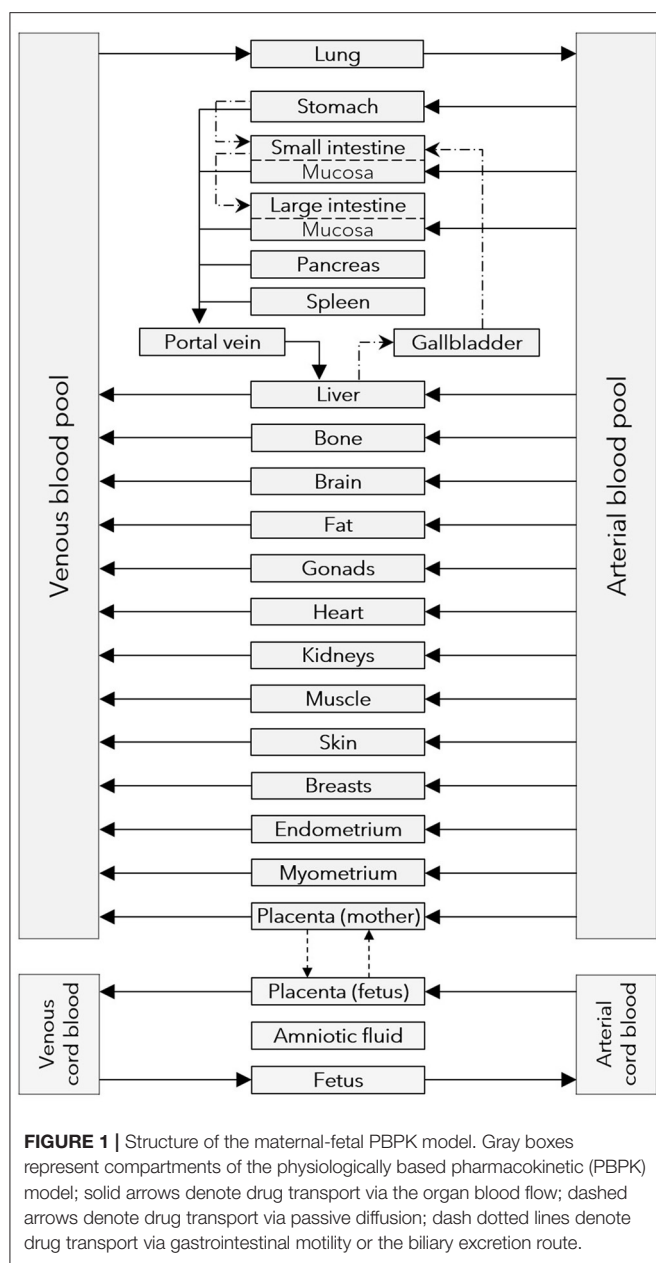 Venous blood pool
Arterial blood pool
Lung
Stomach
Small intestine
Mucosa
Large intestine
Mucosa
Pancreas
Spleen
Portal vein
Gallbladder
Liver
Bone
Brain
Fat
Gonads
Heart
Kidneys
Muscle
Skin
Breasts
Endometrium
Myometrium
Placenta (mother)
Venous
cord blood
Arterial
cord blood
Placenta (fetus)
Amniotic fluid
Fetus
FIGURE 1 | Structure of the maternal-fetal PBPK model. Gray boxes
represent compartments of the physiologically based pharmacokinetic (PBPK)
model; solid arrows denote drug transport via the organ blood flow; dashed
arrows denote drug transport via passive diffusion; dash dotted lines denote
drug transport via gastrointestinal motility or the biliary excretion route.